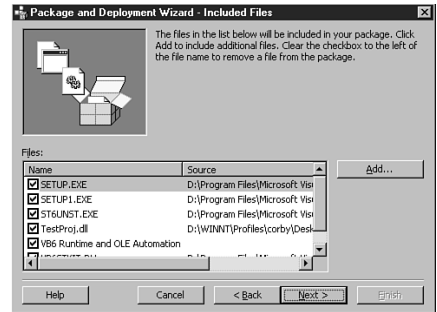 Package and Deployment Wizard - Included Files
The files in the list below will be included in your package. Click
Add to include additional files. Clear the checkbox to the left of
the file name to remove a file from the package.
Files:
Name Source
SETUP.EXE D:\Program Files\Microsoft Vis
SETUP1.EXE D:\Program Files\Microsoft Vis
ST6UNST.EXE D:\Program Files\Microsoft Vis
TestProj.dll D:\WINNT\Profiles\corby\Desk
VB6 Runtime and OLE Automation
Add...
Help Cancel < Back Next > Finish